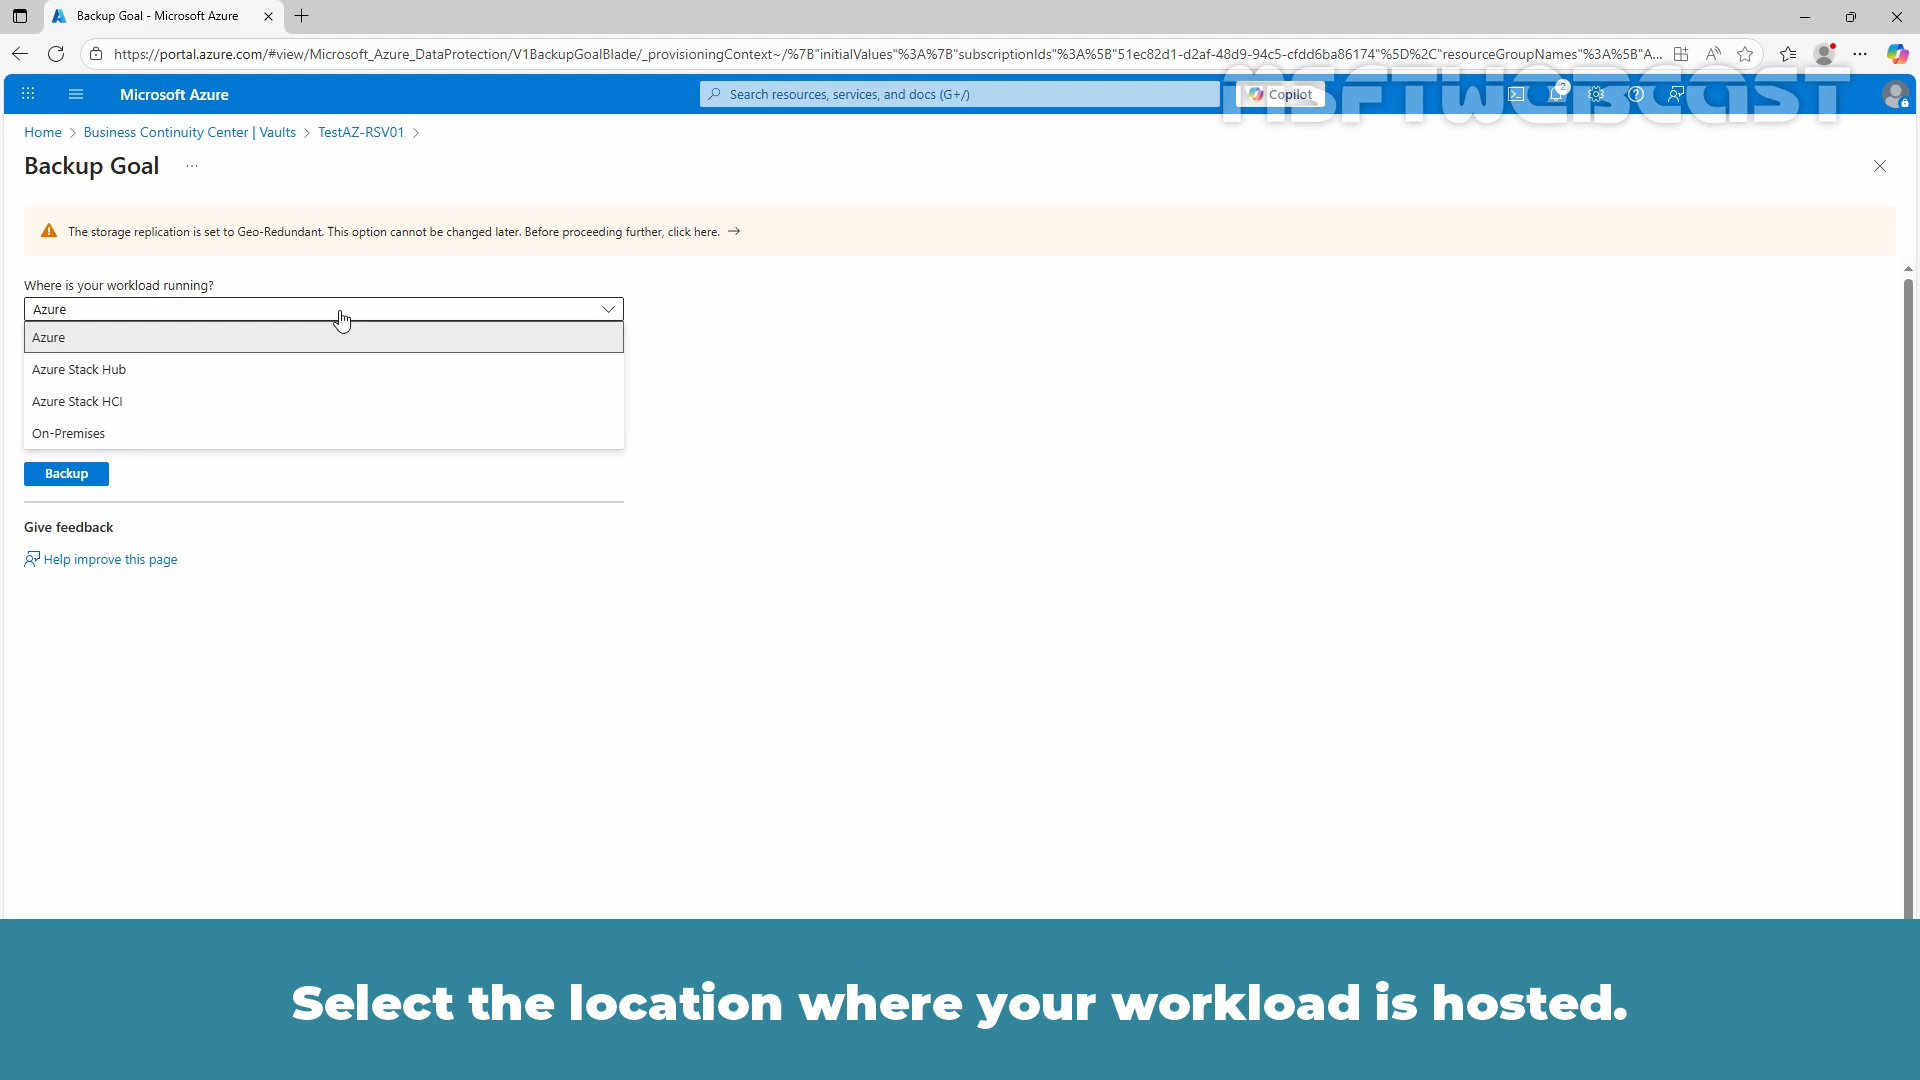 Backup Goal - Microsoft Azure
https://portal.azure.com/#view/Microsoft_Azure_DataProtection/V1BackupGoalBlade/_provisioningContext~/%7B"initialValues"%3A%7B"subscriptionIds"%3A%5B"51ec82d1-d2af-48d9-94c5-cfdd6ba86174"%5D%2C"resourceGroupNames"%3A%5B"A...
Microsoft Azure
Search resources, services, and docs (G+/)
Copilot
2
MSFTWEBCAST
Home > Business Continuity Center | Vaults > TestAZ-RSV01 >
Backup Goal ...
The storage replication is set to Geo-Redundant. This option cannot be changed later. Before proceeding further, click here. →
Where is your workload running?
Azure
Azure
Azure Stack Hub
Azure Stack HCI
On-Premises
Backup
Give feedback
Help improve this page
Select the location where your workload is hosted.